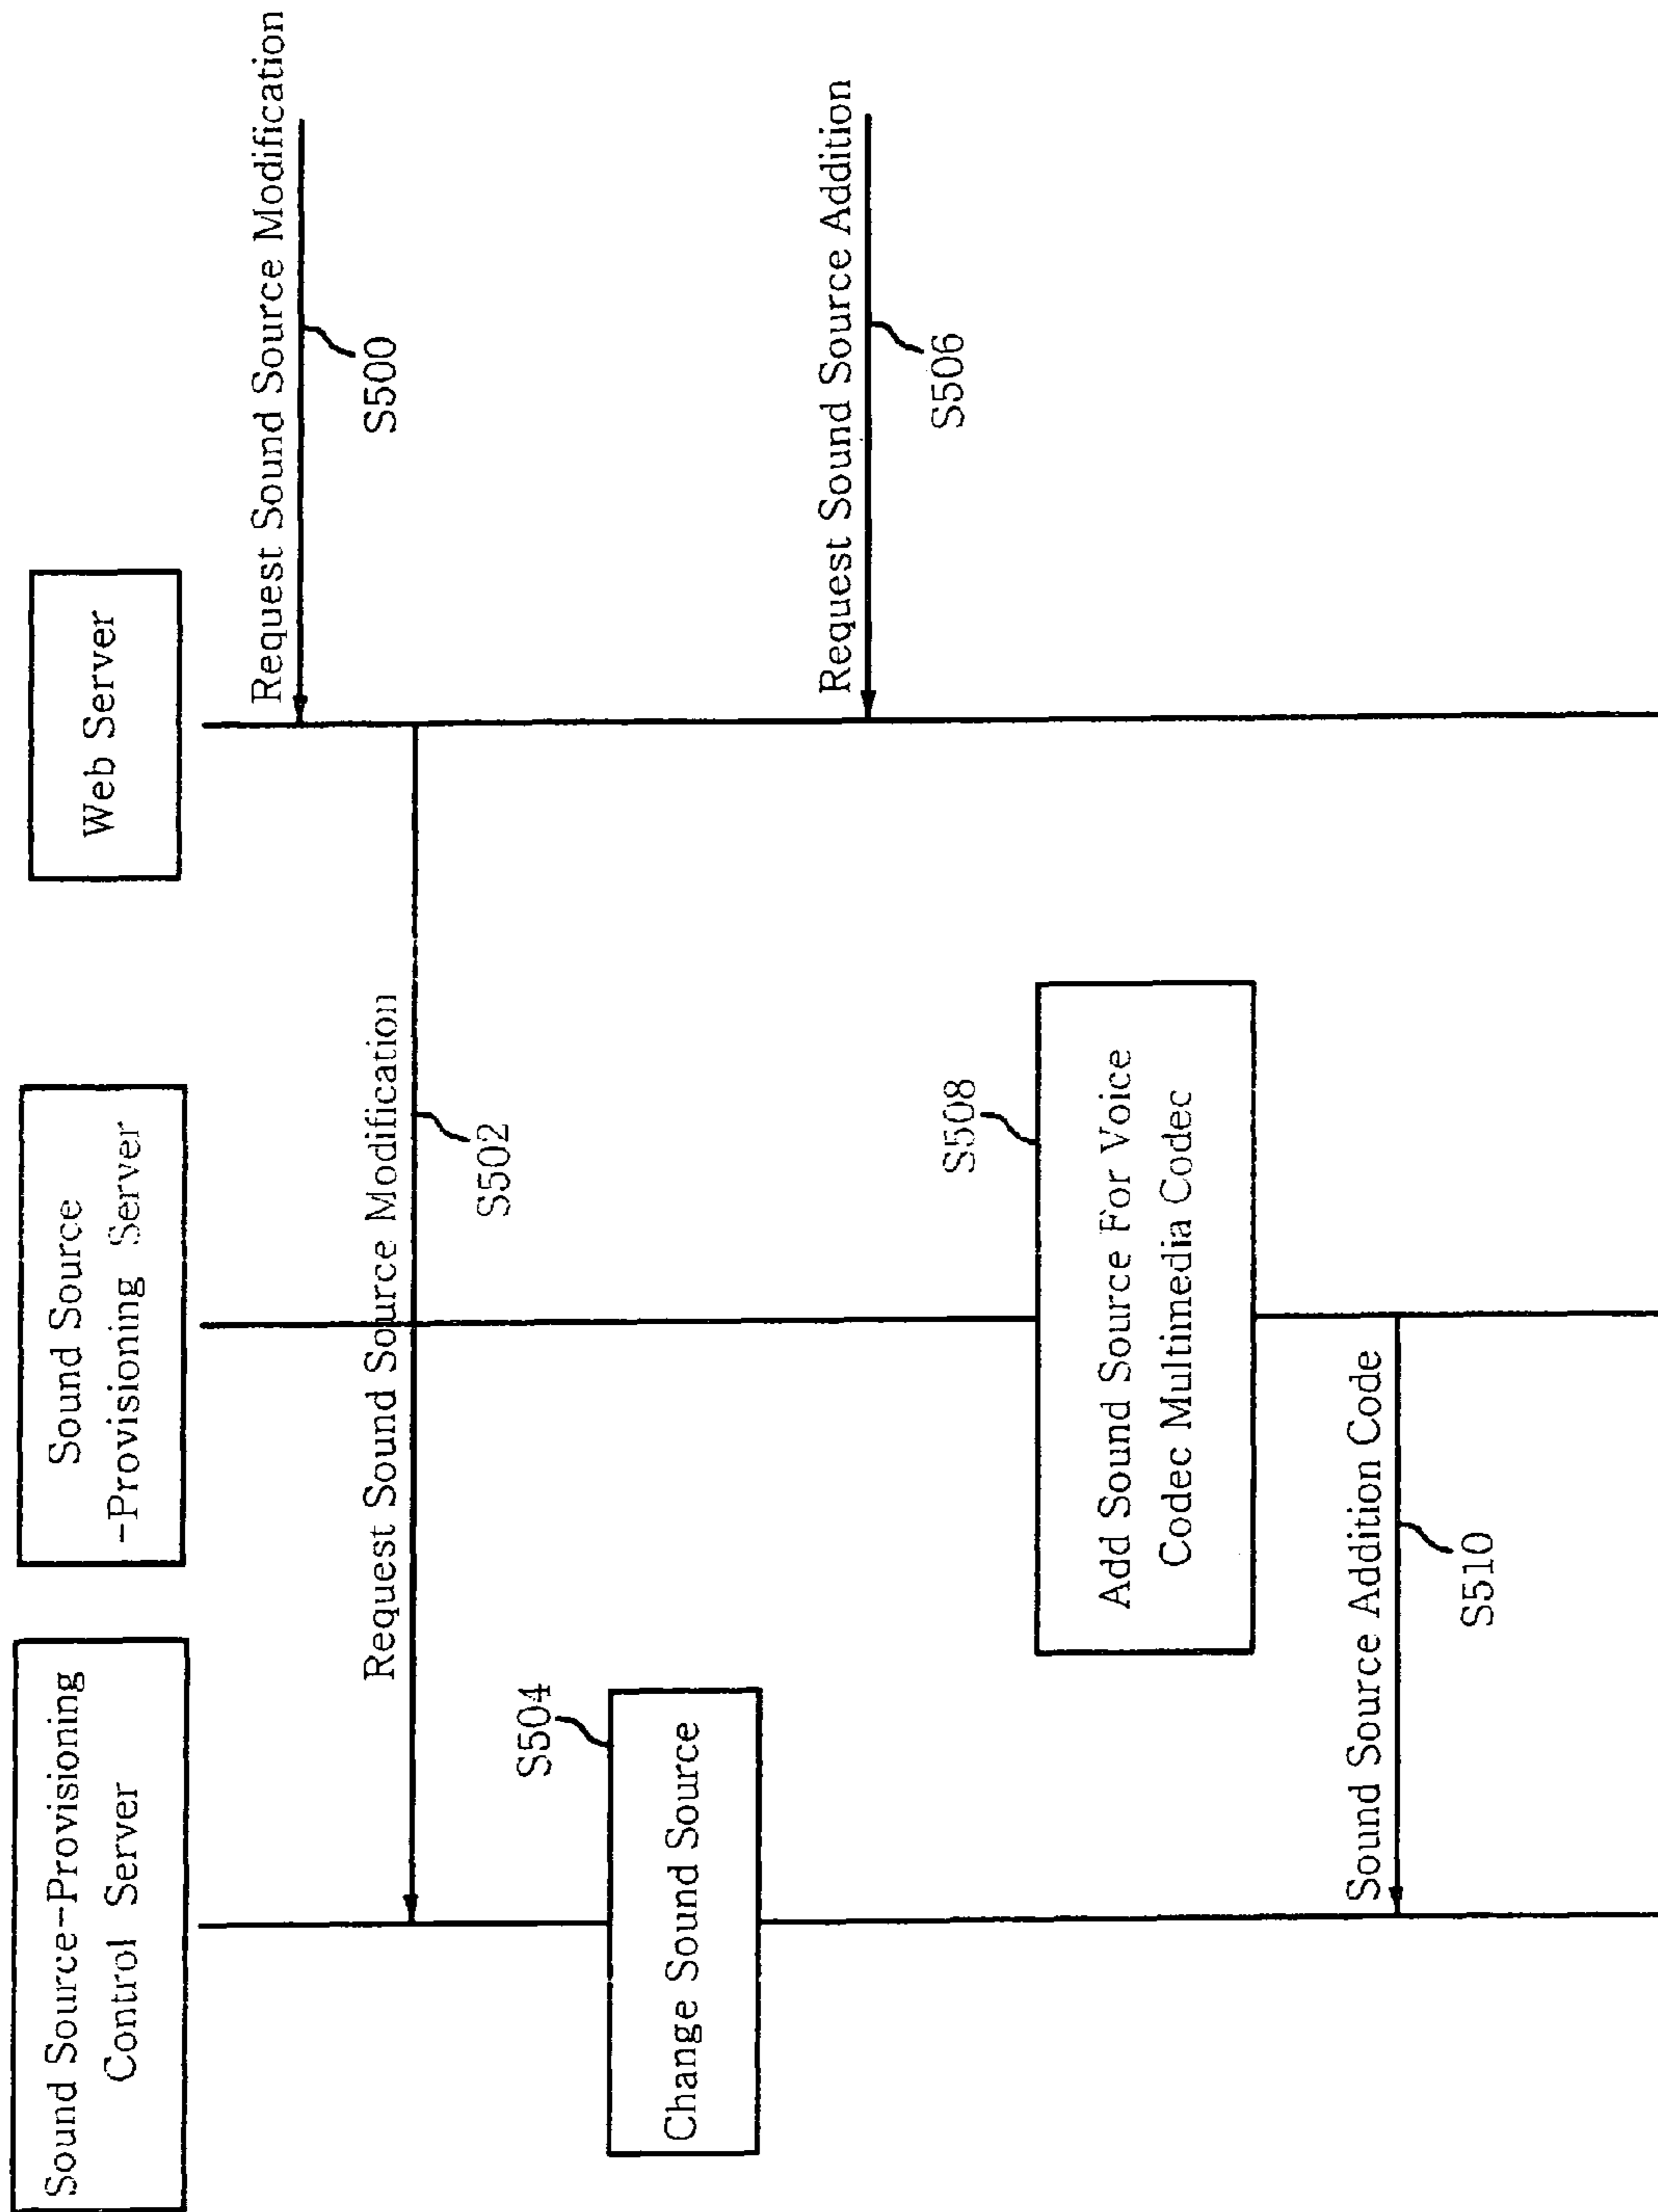 Sound Source-Provisioning
Control Server
Sound Source
-Provisioning Server
Web Server
Request Sound Source Modification
S500
Request Sound Source Modification
S502
S504
Change Sound Source
Request Sound Source Addition
S506
S508
Add Sound Source For Voice
Codec Multimedia Codec
Sound Source Addition Code
S510